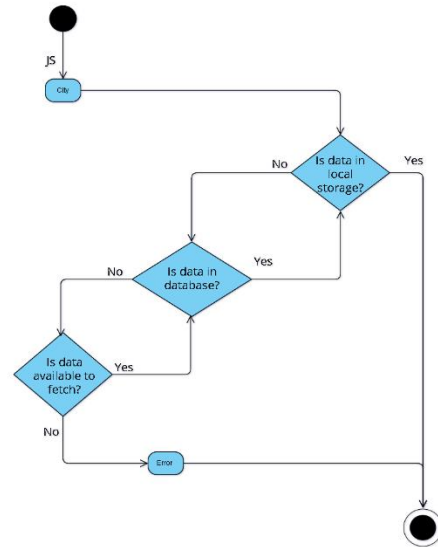 JS
City
Is data in
local
storage?
No
Yes
Is data in
database?
No
Yes
Is data
available to
fetch?
Yes
No
Error